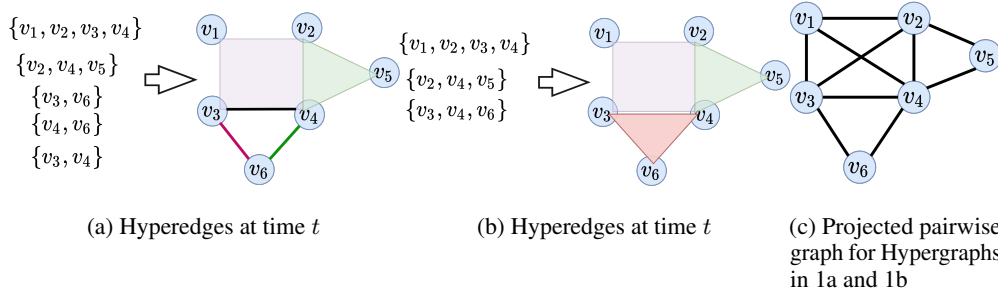 {v1, v2, v3, v4}
{v2, v4, v5}
{v3, v6}
{v4, v6}
{v3, v4}
v1
v2
v5
v3
v4
v6
(a) Hyperedges at time t
{v1, v2, v3, v4}
{v2, v4, v5}
{v3, v4, v6}
v1
v2
v5
v3
v4
v6
(b) Hyperedges at time t
v1
v2
v5
v3
v4
v6
(c) Projected pairwise
graph for Hypergraphs
in 1a and 1b